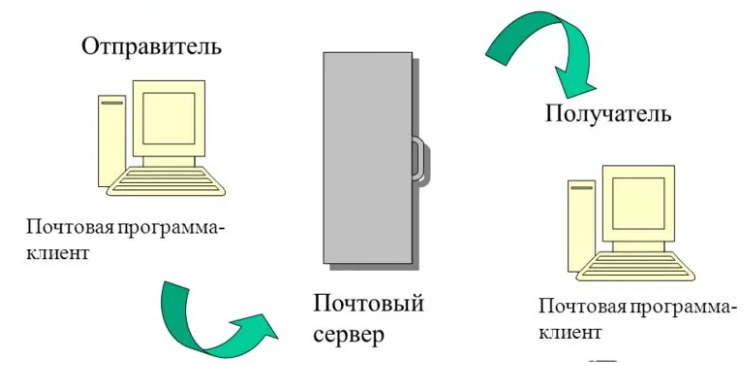 Отправитель
Получатель
Почтовая программа-
клиент
Почтовый
сервер
Почтовая программа-
клиент